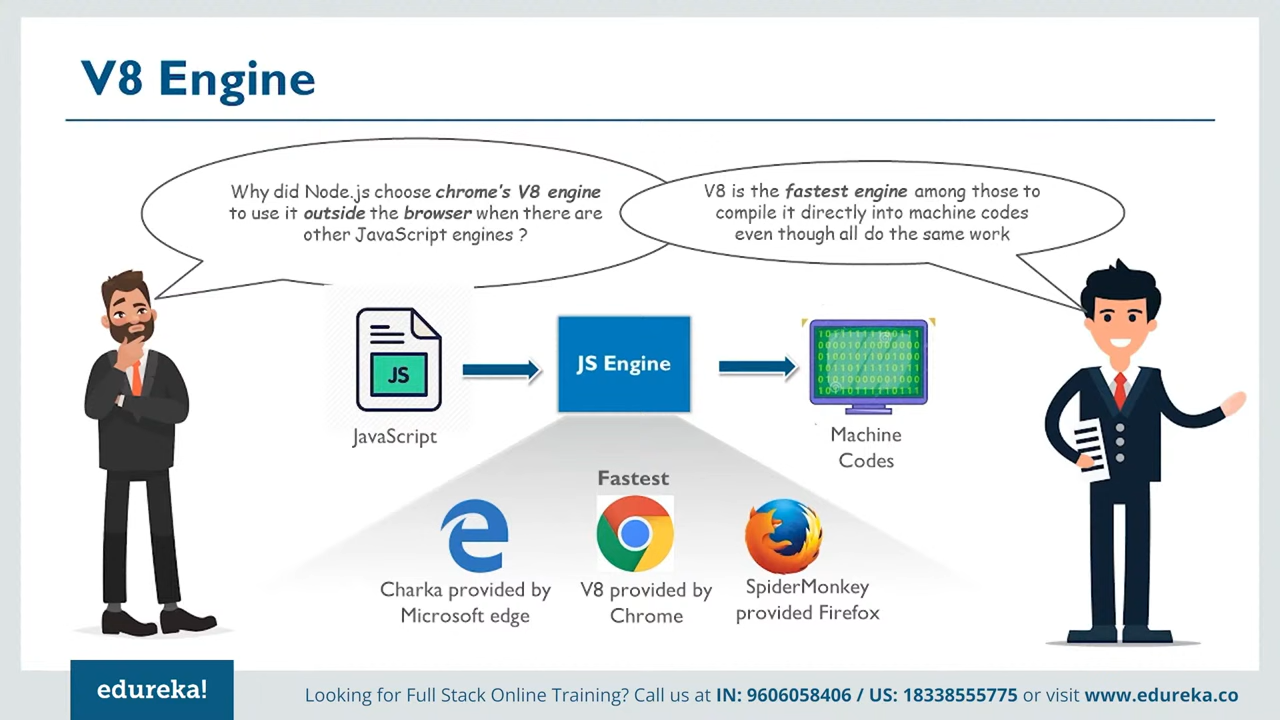 V8 Engine
Why did Node.js choose chrome's V8 engine
to use it outside the browser when there are
other JavaScript engines ?
V8 is the fastest engine among those to
compile it directly into machine codes
even though all do the same work
JS
JavaScript
JS Engine
Machine
Codes
Fastest
Charka provided by
Microsoft edge
V8 provided by
Chrome
SpiderMonkey
provided Firefox
edureka!
Looking for Full Stack Online Training? Call us at IN: 9606058406 / US: 18338555775 or visit www.edureka.co